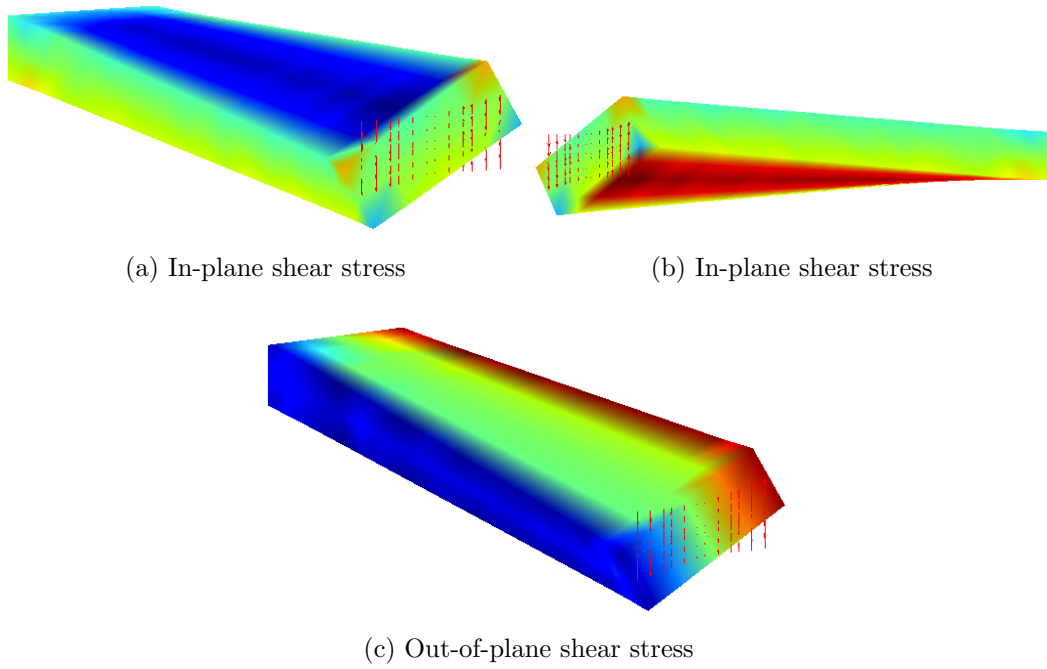 (a) In-plane shear stress
(b) In-plane shear stress
(c) Out-of-plane shear stress